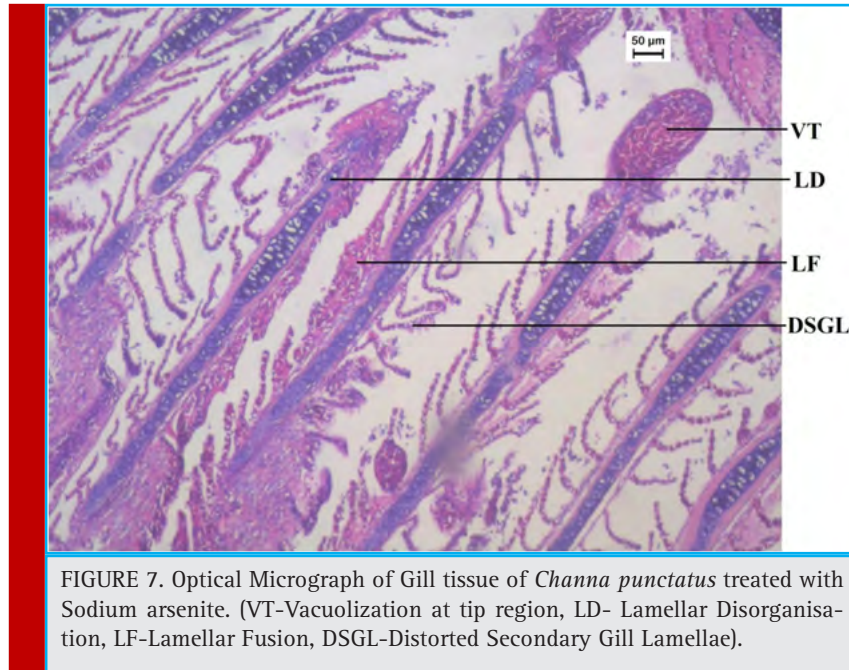 50 µm
VT
LD
LF
DSGL
FIGURE 7. Optical Micrograph of Gill tissue of Channa punctatus treated with
Sodium arsenite. (VT-Vacuolization at tip region, LD- Lamellar Disorganisa-
tion, LF-Lamellar Fusion, DSGL-Distorted Secondary Gill Lamellae).